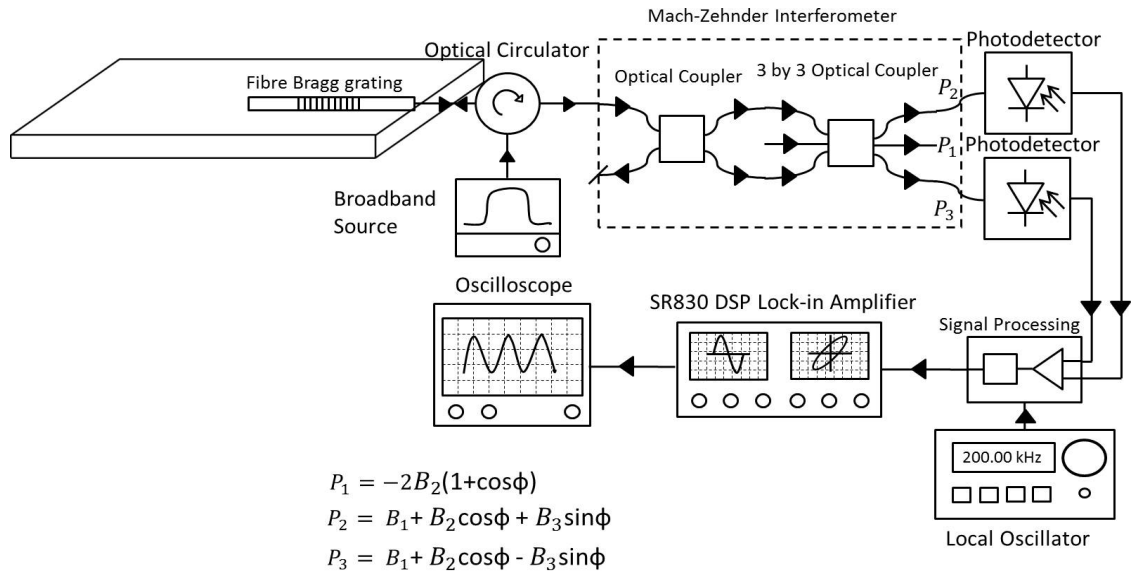 Mach-Zehnder Interferometer
Optical Circulator
Photodetector
Fibre Bragg grating
Optical Coupler
3 by 3 Optical Coupler
P₂
P₁
Photodetector
Broadband
Source
P₃
Oscilloscope
SR830 DSP Lock-in Amplifier
Signal Processing
200.00 kHz
Local Oscillator
P₁ = −2B₂(1+cosϕ)
P₂ = B₁+ B₂cosϕ + B₃sinϕ
P₃ = B₁+ B₂cosϕ - B₃sinϕ